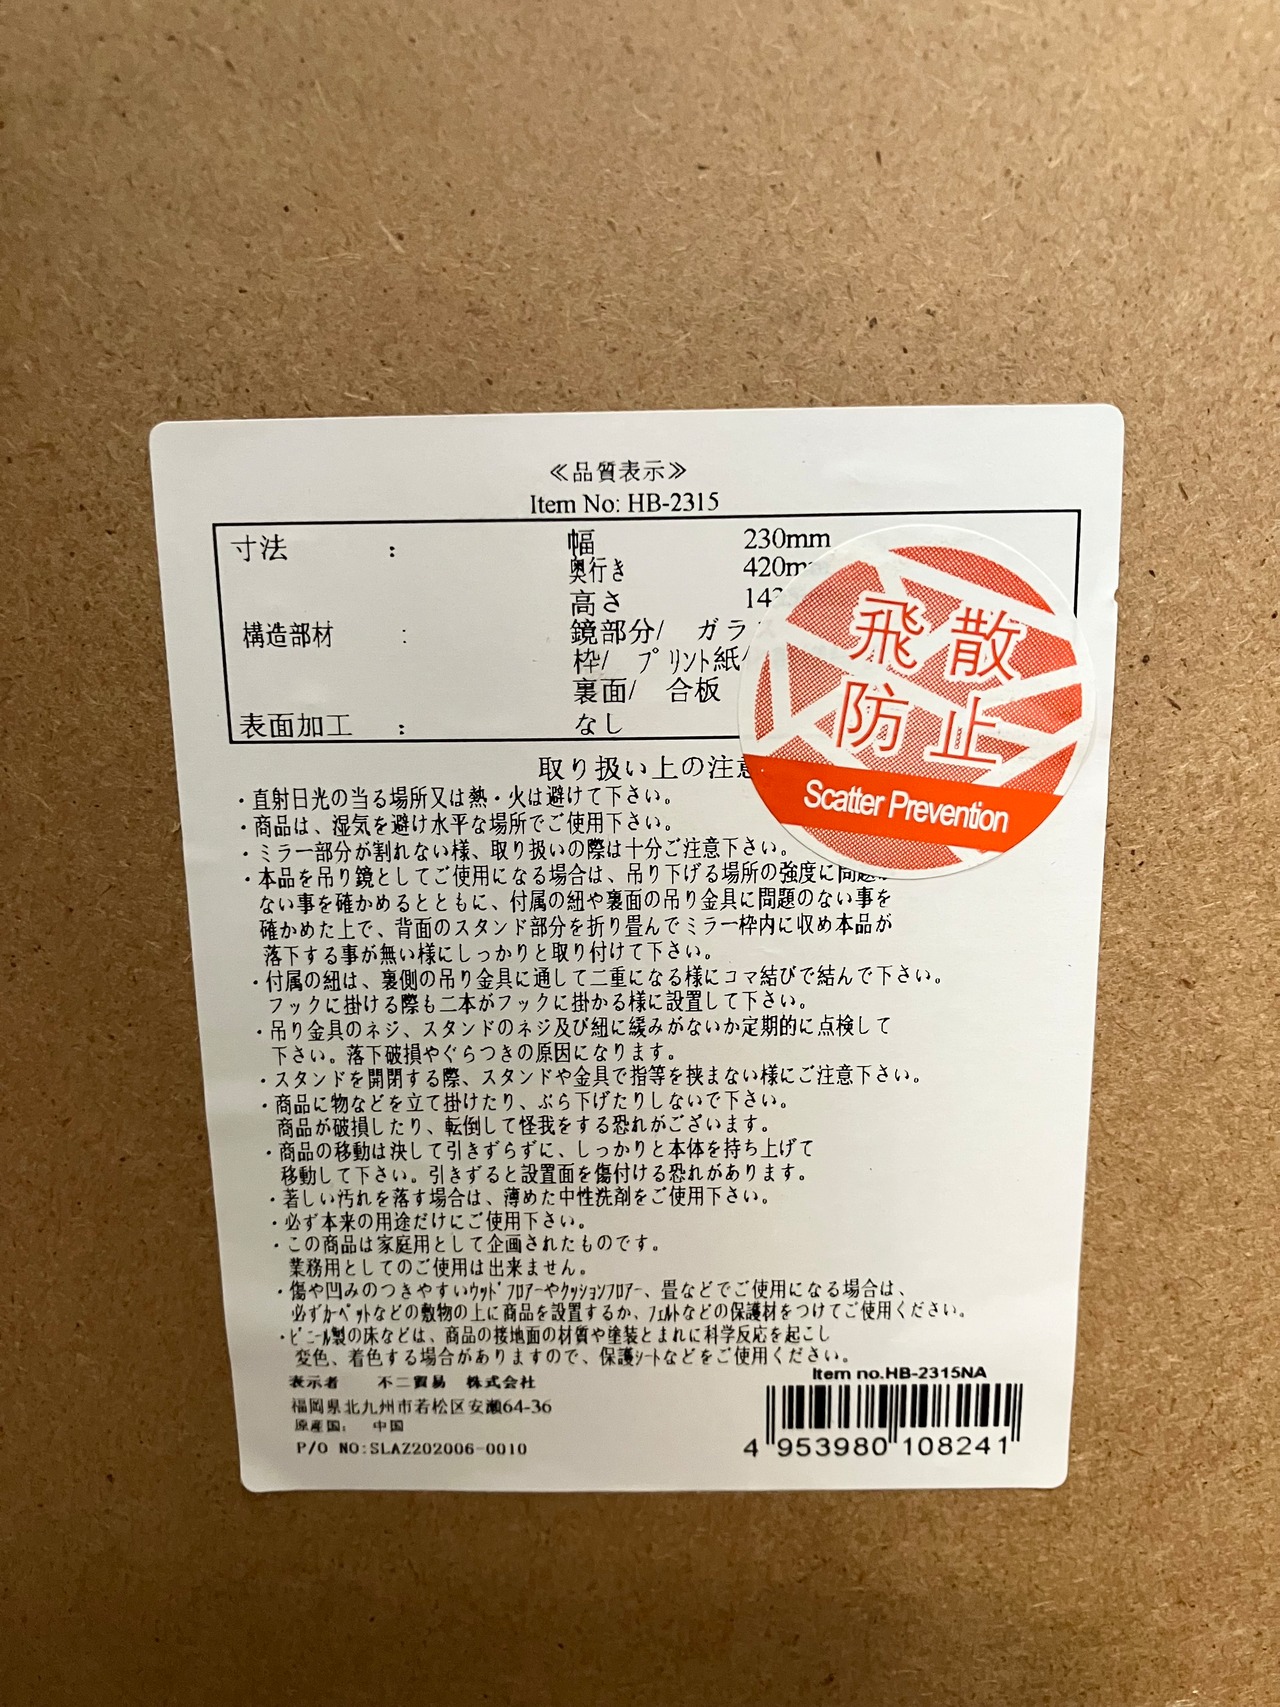 ≪品質表示≫
Item No: HB-2315
寸法 : 幅 230mm
奥行き 420mm
高さ 143
構造部材 : 鏡部分/ ガラス
枠/ プリント紙
裏面/ 合板
表面加工 : なし
飛散
防止
Scatter Prevention
取り扱い上の注意
・直射日光の当る場所又は熱・火は避けて下さい。
・商品は、湿気を避け水平な場所でご使用下さい。
・ミラー部分が割れない様、取り扱いの際は十分ご注意下さい。
・本品を吊り鏡としてご使用になる場合は、吊り下げる場所の強度に問題の
ない事を確かめるとともに、付属の紐や裏面の吊り金具に問題のない事を
確かめた上で、背面のスタンド部分を折り畳んでミラー枠内に収め本品が
落下する事が無い様にしっかりと取り付けて下さい。
・付属の紐は、裏側の吊り金具に通して二重になる様にコマ結びで結んで下さい。
フックに掛ける際も二本がフックに掛かる様に設置して下さい。
・吊り金具のネジ、スタンドのネジ及び紐に緩みがないか定期的に点検して
下さい。落下破損やぐらつきの原因になります。
・スタンドを開閉する際、スタンドや金具で指等を挟まない様にご注意下さい。
・商品に物などを立て掛けたり、ぶら下げたりしないで下さい。
商品が破損したり、転倒して怪我をする恐れがございます。
・商品の移動は決して引きずらずに、しっかりと本体を持ち上げて
移動して下さい。引きずると設置面を傷付ける恐れがあります。
・著しい汚れを落す場合は、薄めた中性洗剤をご使用下さい。
・必ず本来の用途だけにご使用下さい。
・この商品は家庭用として企画されたものです。
業務用としてのご使用は出来ません。
・傷や凹みのつきやすいｳｯﾄﾞﾌﾛｱｰやｸｯｼｮﾝﾌﾛｱｰ、畳などでご使用になる場合は、
必ずｶｰﾍﾟｯﾄなどの敷物の上に商品を設置するか、ﾌｪﾙﾄなどの保護材をつけてご使用ください。
・ﾋﾞﾆｰﾙ製の床などは、商品の接地面の材質や塗装とまれに科学反応を起こし
変色、着色する場合がありますので、保護ｼｰﾄなどをご使用ください。
表示者 不二貿易 株式会社
福岡県北九州市若松区安瀬64-36
原産国: 中国
P/O NO:SLAZ202006-0010
Item no.HB-2315NA
4 953980 108241